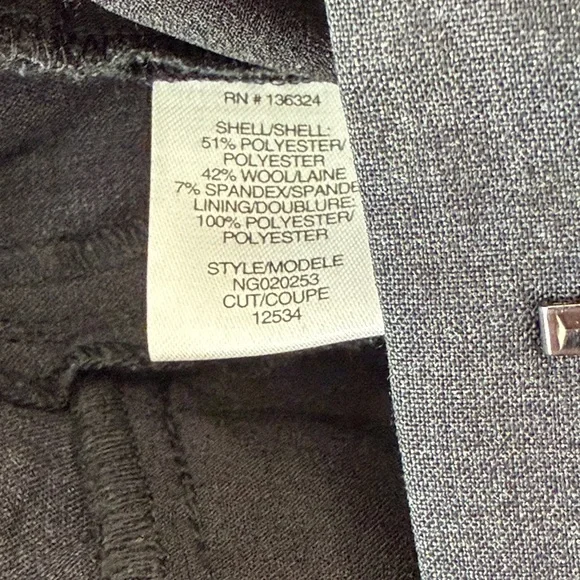 RN # 136324
SHELL/SHELL:
51% POLYESTER/
POLYESTER
42% WOOL/LAINE
7% SPANDEX/SPANDE
LINING/DOUBLURE:
100% POLYESTER/
POLYESTER
STYLE/MODELE
NG020253
CUT/COUPE
12534